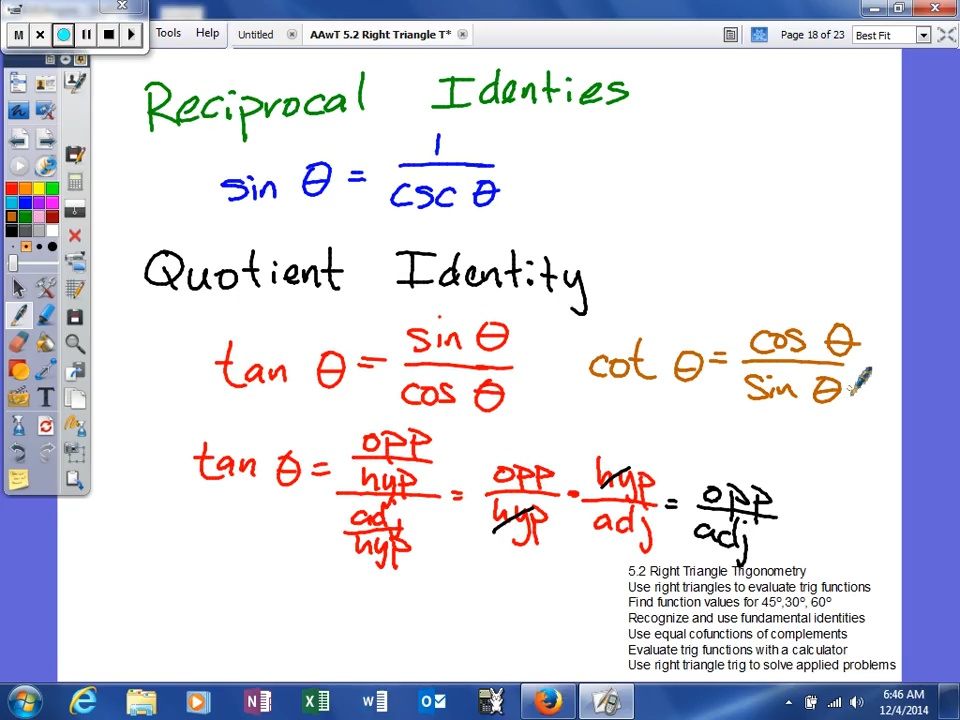 M
Tools Help Untitled AAwT 5.2 Right Triangle T* Page 18 of 23 Best Fit
Reciprocal Identies
sin θ = 1/csc θ
Quotient Identity
tan θ = sin θ/cos θ cot θ = cos θ/sin θ
tan θ = (opp/hyp)/(adj/hyp) = opp/hyp · hyp/adj = opp/adj
5.2 Right Triangle Trigonometry
Use right triangles to evaluate trig functions
Find function values for 45º,30º, 60º
Recognize and use fundamental identities
Use equal cofunctions of complements
Evaluate trig functions with a calculator
Use right triangle trig to solve applied problems
6:46 AM
12/4/2014